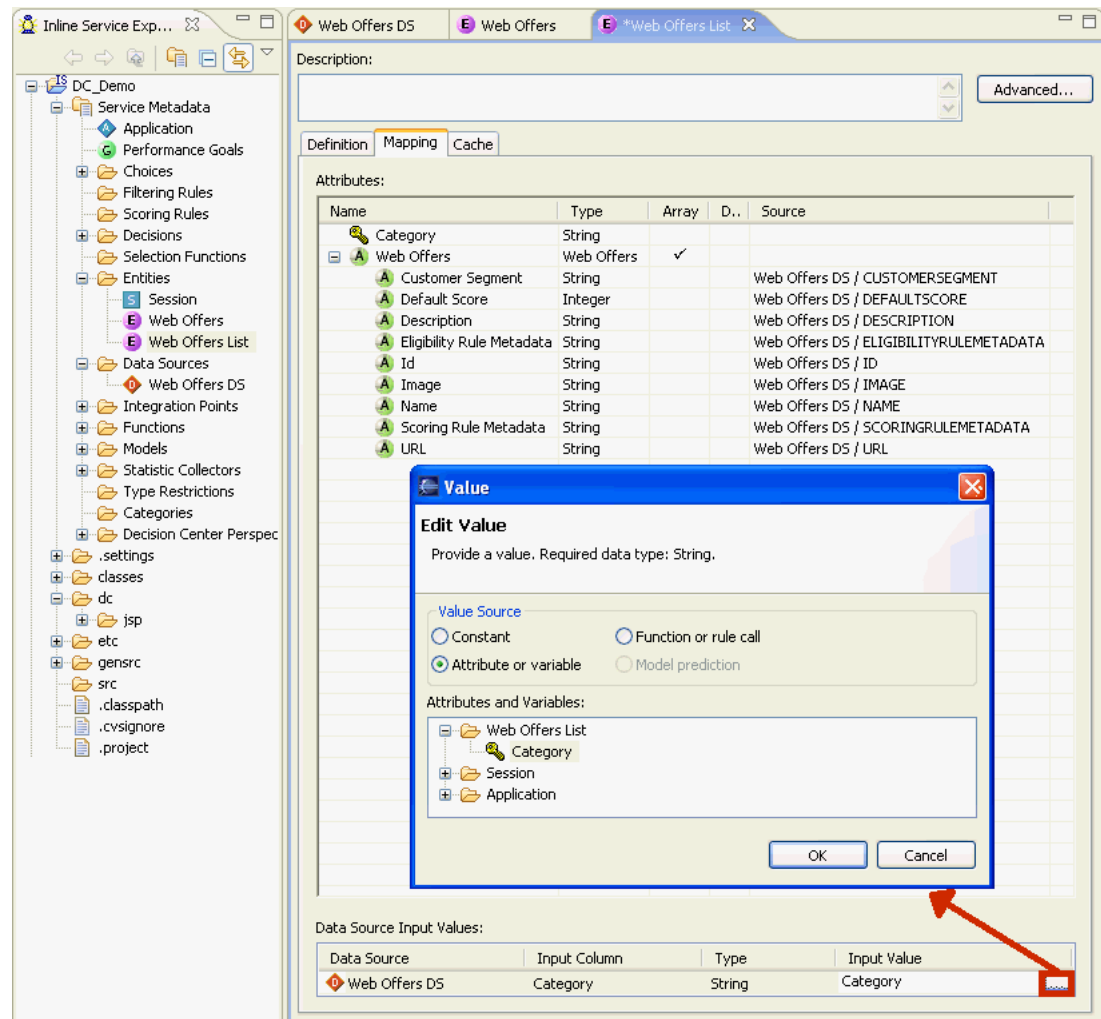 Inline Service Exp...
DC_Demo
Service Metadata
Application
Performance Goals
Choices
Filtering Rules
Scoring Rules
Decisions
Selection Functions
Entities
Session
Web Offers
Web Offers List
Data Sources
Web Offers DS
Integration Points
Functions
Models
Statistic Collectors
Type Restrictions
Categories
Decision Center Perspec
.settings
classes
dc
jsp
etc
gensrc
src
.classpath
.cvsignore
.project
Web Offers DS Web Offers *Web Offers List
Description:
Advanced...
Definition Mapping Cache
Attributes:
Name Type Array D.. Source
Category String
Web Offers Web Offers ✓
Customer Segment String Web Offers DS / CUSTOMERSEGMENT
Default Score Integer Web Offers DS / DEFAULTSCORE
Description String Web Offers DS / DESCRIPTION
Eligibility Rule Metadata String Web Offers DS / ELIGIBILITYRULEMETADATA
Id String Web Offers DS / ID
Image String Web Offers DS / IMAGE
Name String Web Offers DS / NAME
Scoring Rule Metadata String Web Offers DS / SCORINGRULEMETADATA
URL String Web Offers DS / URL
Value
Edit Value
Provide a value. Required data type: String.
Value Source
Constant Function or rule call
Attribute or variable Model prediction
Attributes and Variables:
Web Offers List
Category
Session
Application
OK Cancel
Data Source Input Values:
Data Source Input Column Type Input Value
Web Offers DS Category String Category ...